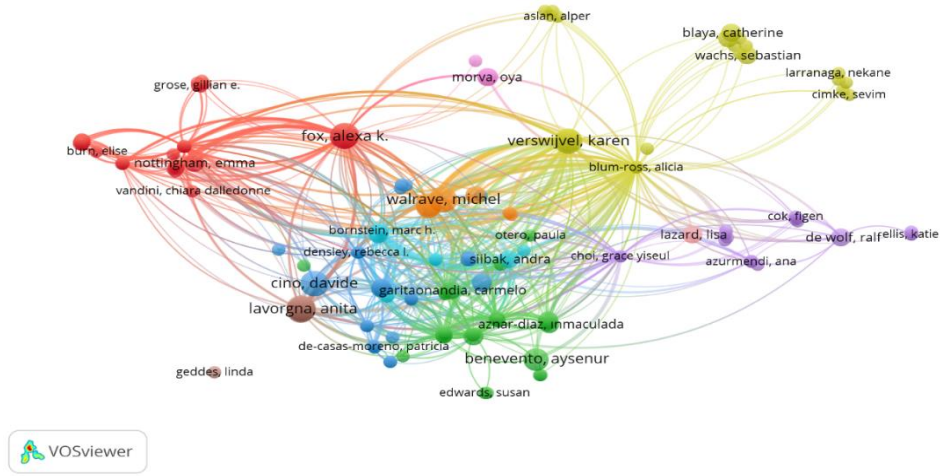 aslan, alper
blaya, catherine
wachs, sebastian
larranaga, nekane
cimke, sevim
morva, oya
grose, gillian e.
fox, alexa k.
verswijvel, karen
burn, elise
nottingham, emma
blum-ross, alicia
vandini, chiara dalledonne
walrave, michel
cok, figen
bornstein, marc h.
otero, paula
lazard, lisa
de wolf, ralf
rellis, katie
densley, rebecca l.
silbak, andra
choi, grace yiseul
azurmendi, ana
cino, davide
garitaonandia, carmelo
lavorgna, anita
aznar-diaz, inmaculada
de-casas-moreno, patricia
benevento, aysenur
geddes, linda
edwards, susan
VOSviewer